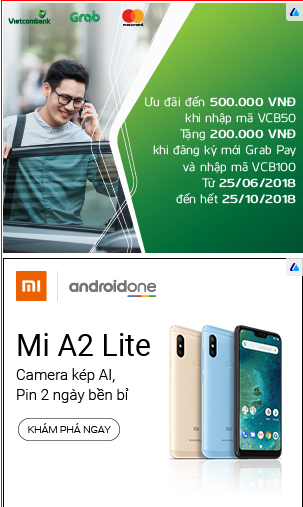 Vietcombank
Grab
mastercard
Ưu đãi đến 500.000 VNĐ
khi nhập mã VCB50
Tặng 200.000 VNĐ
khi đăng ký mới Grab Pay
và nhập mã VCB100
Từ 25/06/2018
đến hết 25/10/2018
mi
androidone
Mi A2 Lite
Camera kép AI,
Pin 2 ngày bền bỉ
KHÁM PHÁ NGAY